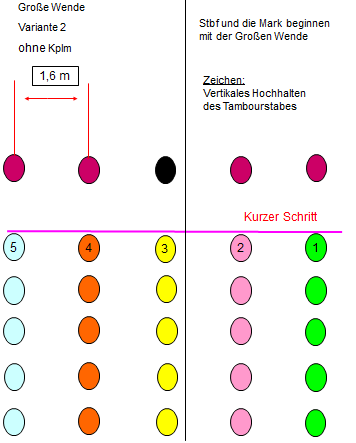 Große Wende
Variante 2
ohne Kplm
1,6 m
Stbf und die Mark beginnen
mit der Großen Wende
Zeichen:
Vertikales Hochhalten
des Tambourstabes
Kurzer Schritt
5 4 3 2 1